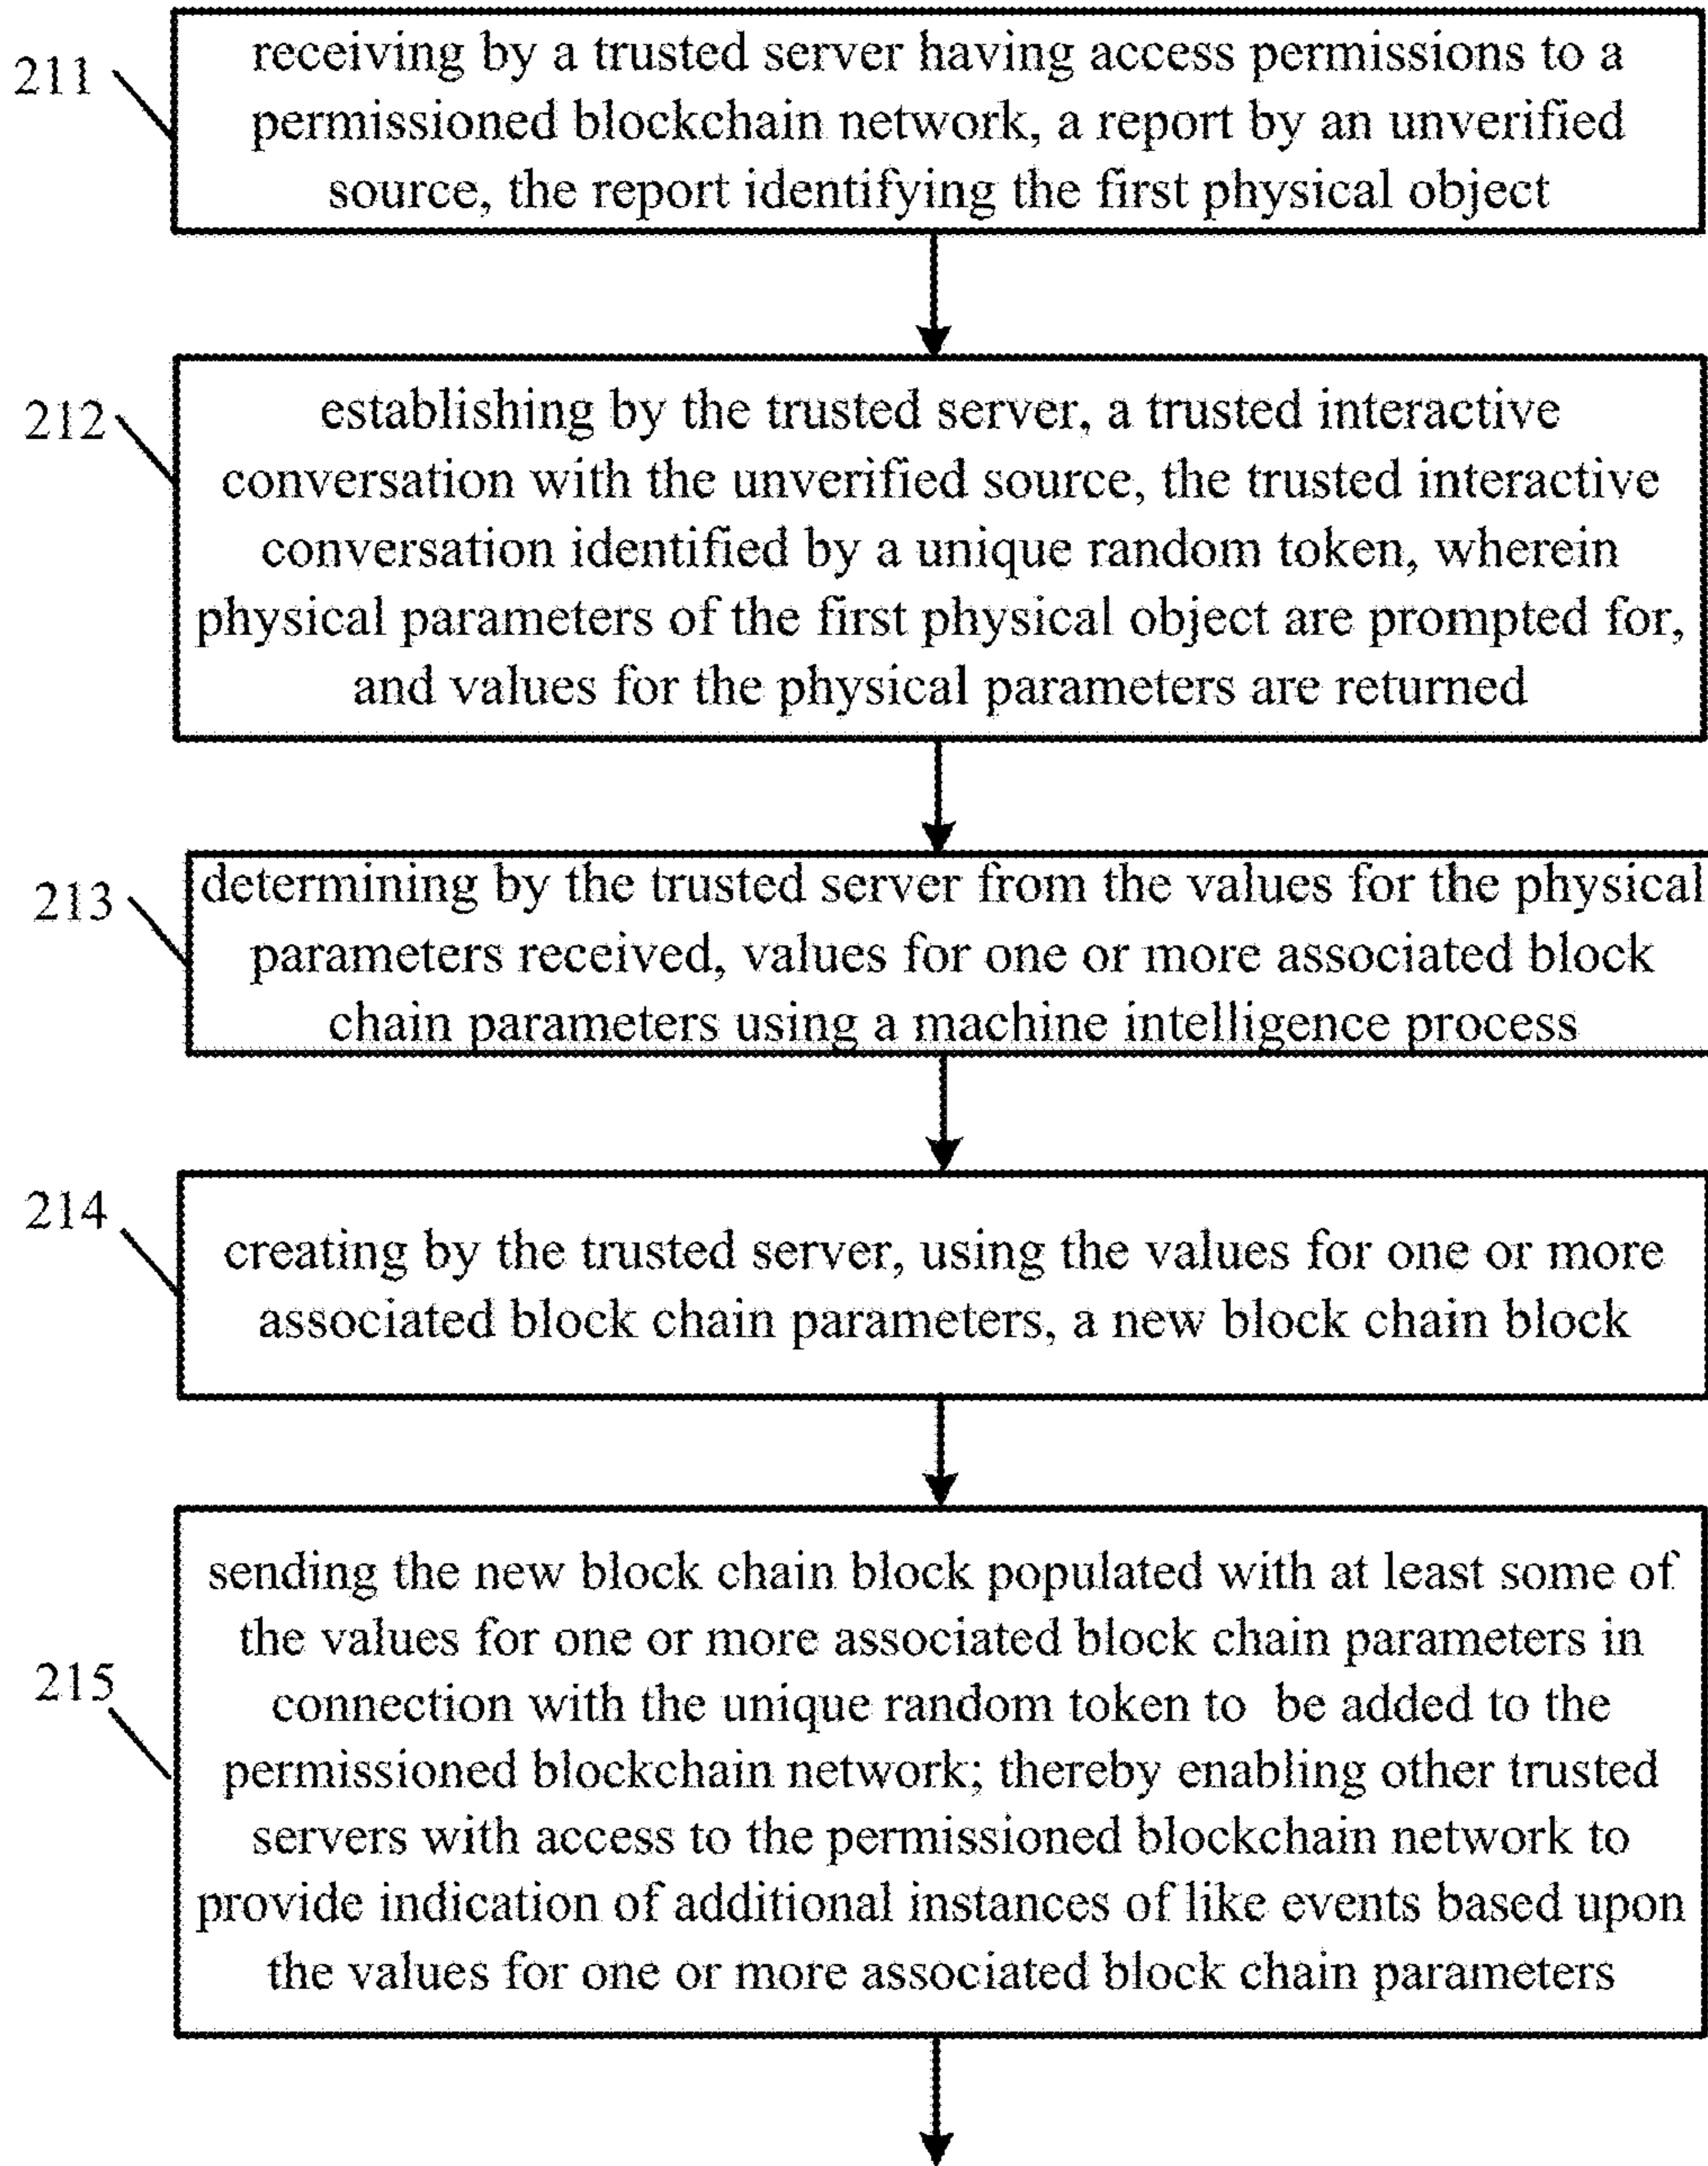 211
receiving by a trusted server having access permissions to a
permissioned blockchain network, a report by an unverified
source, the report identifying the first physical object
212
establishing by the trusted server, a trusted interactive
conversation with the unverified source, the trusted interactive
conversation identified by a unique random token, wherein
physical parameters of the first physical object are prompted for,
and values for the physical parameters are returned
213
determining by the trusted server from the values for the physical
parameters received, values for one or more associated block
chain parameters using a machine intelligence process
214
creating by the trusted server, using the values for one or more
associated block chain parameters, a new block chain block
215
sending the new block chain block populated with at least some of
the values for one or more associated block chain parameters in
connection with the unique random token to be added to the
permissioned blockchain network; thereby enabling other trusted
servers with access to the permissioned blockchain network to
provide indication of additional instances of like events based upon
the values for one or more associated block chain parameters